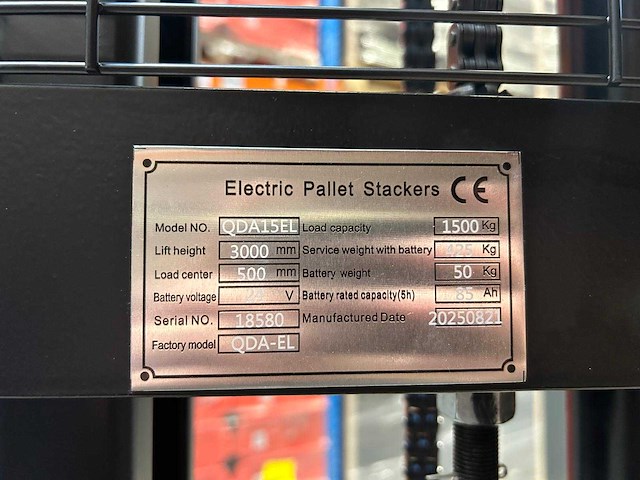 Electric Pallet Stackers CE
Model NO. QDA15EL Load capacity 1500 Kg
Lift height 3000 mm Service weight with battery Kg
Load center 500 mm Battery weight 50 Kg
Battery voltage V Battery rated capacity(5h) 85 Ah
Serial NO. 18580 Manufactured Date 20250821
Factory model QDA-EL